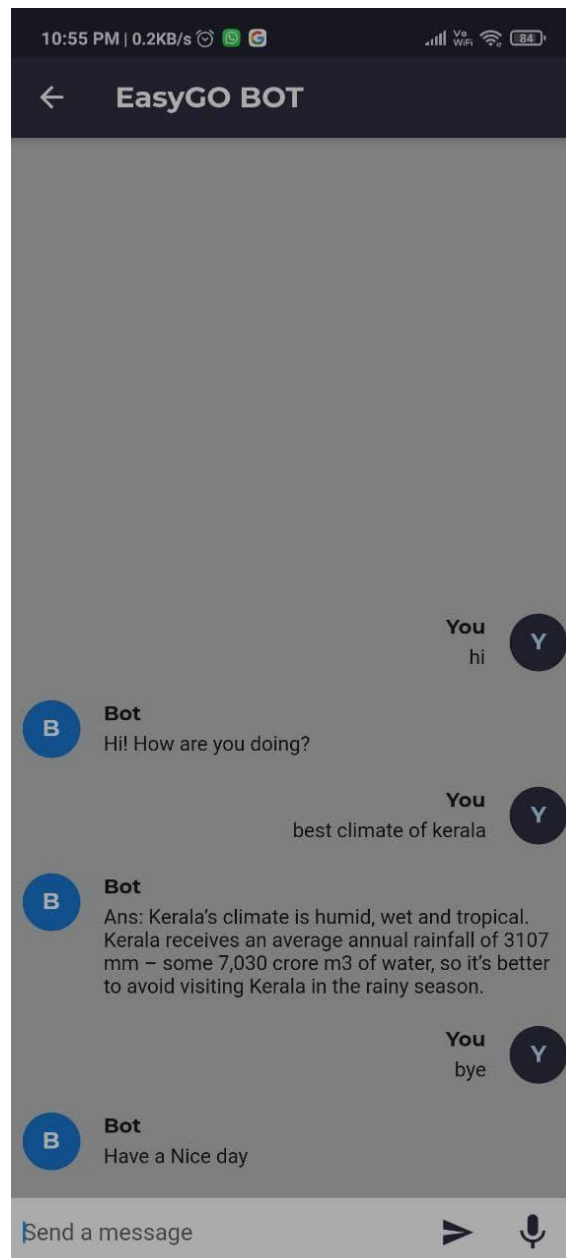 10:55 PM | 0.2KB/s Vo WiFi 84
EasyGO BOT
You
Y
hi
B
Bot
Hi! How are you doing?
You
Y
best climate of kerala
B
Bot
Ans: Kerala's climate is humid, wet and tropical.
Kerala receives an average annual rainfall of 3107
mm – some 7,030 crore m3 of water, so it's better
to avoid visiting Kerala in the rainy season.
You
Y
bye
B
Bot
Have a Nice day
Send a message